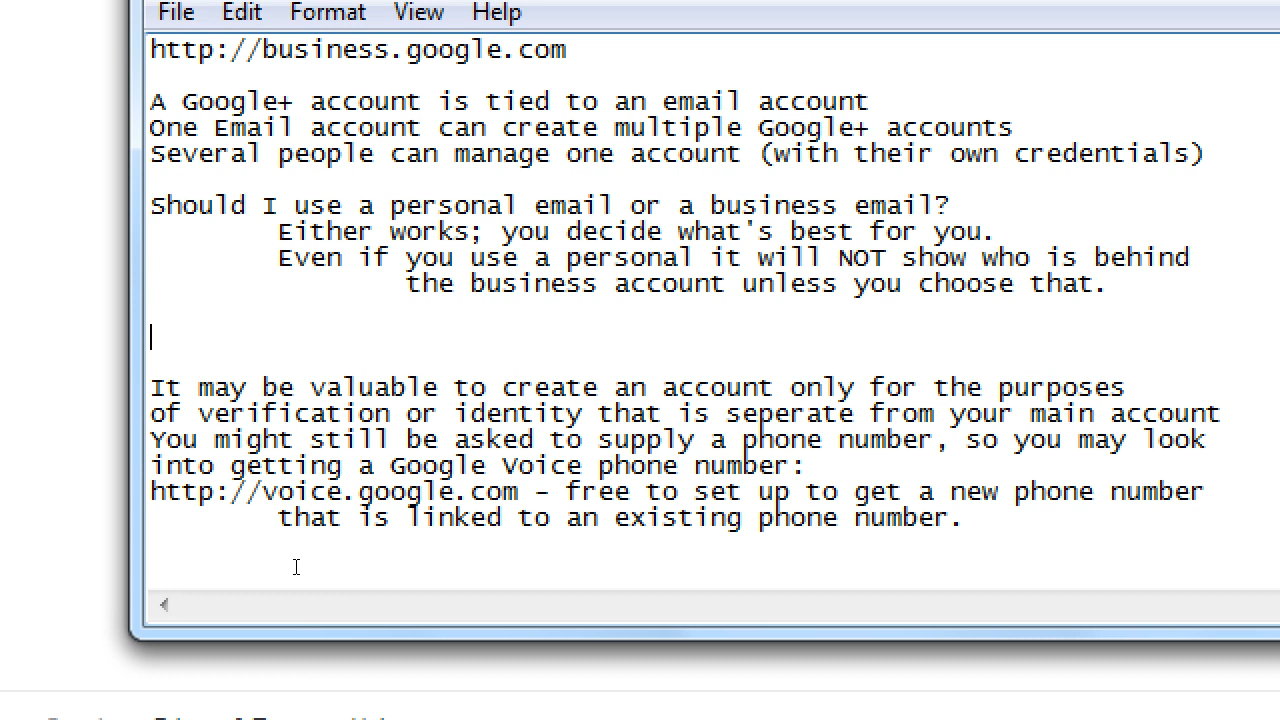 File Edit Format View Help
http://business.google.com
A Google+ account is tied to an email account
One Email account can create multiple Google+ accounts
Several people can manage one account (with their own credentials)
Should I use a personal email or a business email?
Either works; you decide what's best for you.
Even if you use a personal it will NOT show who is behind
the business account unless you choose that.
It may be valuable to create an account only for the purposes
of verification or identity that is seperate from your main account
You might still be asked to supply a phone number, so you may look
into getting a Google Voice phone number:
http://voice.google.com - free to set up to get a new phone number
that is linked to an existing phone number.